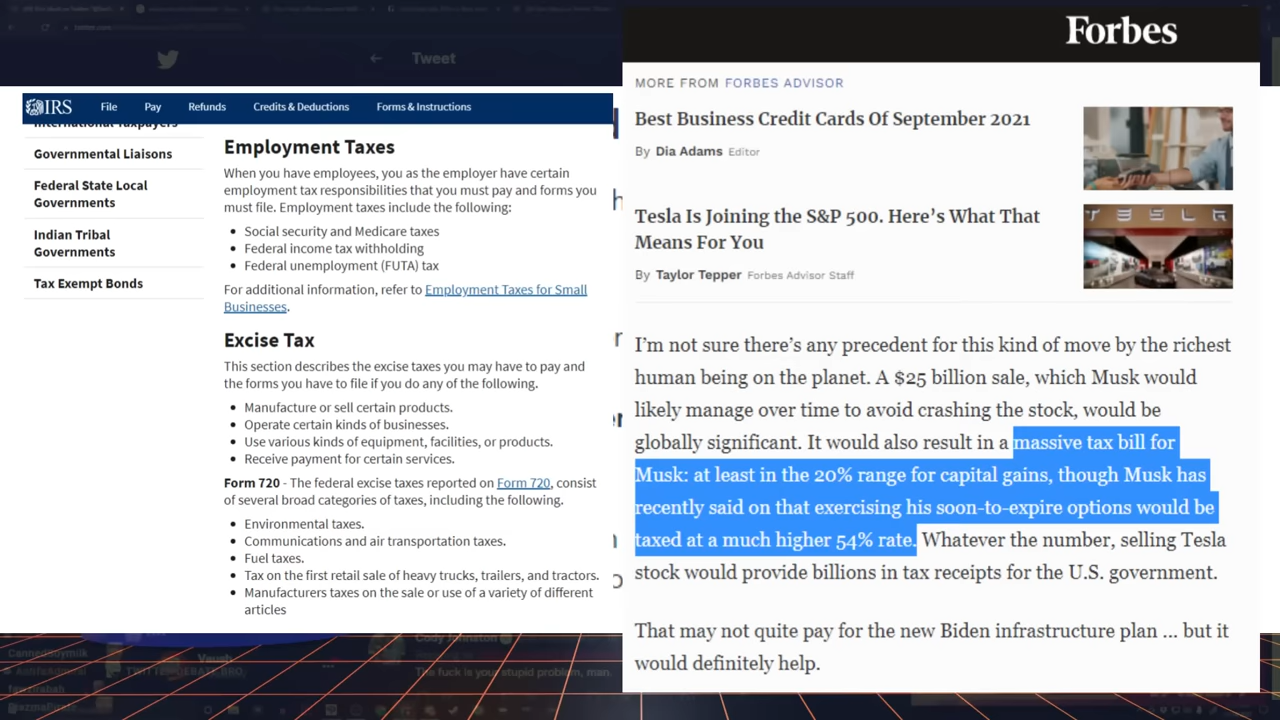 Tweet
IRS
File
Pay
Refunds
Credits & Deductions
Forms & Instructions
International Taxpayers
Governmental Liaisons
Federal State Local
Governments
Indian Tribal
Governments
Tax Exempt Bonds
Employment Taxes
When you have employees, you as the employer have certain
employment tax responsibilities that you must pay and forms you
must file. Employment taxes include the following:
Social security and Medicare taxes
Federal income tax withholding
Federal unemployment (FUTA) tax
For additional information, refer to Employment Taxes for Small
Businesses.
Excise Tax
This section describes the excise taxes you may have to pay and
the forms you have to file if you do any of the following.
Manufacture or sell certain products.
Operate certain kinds of businesses.
Use various kinds of equipment, facilities, or products.
Receive payment for certain services.
Form 720 - The federal excise taxes reported on Form 720, consist
of several broad categories of taxes, including the following.
Environmental taxes.
Communications and air transportation taxes.
Fuel taxes.
Tax on the first retail sale of heavy trucks, trailers, and tractors.
Manufacturers taxes on the sale or use of a variety of different
articles
Forbes
MORE FROM FORBES ADVISOR
Best Business Credit Cards Of September 2021
By Dia Adams Editor
Tesla Is Joining the S&P 500. Here's What That
Means For You
By Taylor Tepper Forbes Advisor Staff
TESLA
I'm not sure there's any precedent for this kind of move by the richest
human being on the planet. A $25 billion sale, which Musk would
likely manage over time to avoid crashing the stock, would be
globally significant. It would also result in a massive tax bill for
Musk: at least in the 20% range for capital gains, though Musk has
recently said on that exercising his soon-to-expire options would be
taxed at a much higher 54% rate. Whatever the number, selling Tesla
stock would provide billions in tax receipts for the U.S. government.
That may not quite pay for the new Biden infrastructure plan ... but it
would definitely help.
Cannedsoymilk
Vaush
Cody Johnston
The fuck is your stupid problem, man.